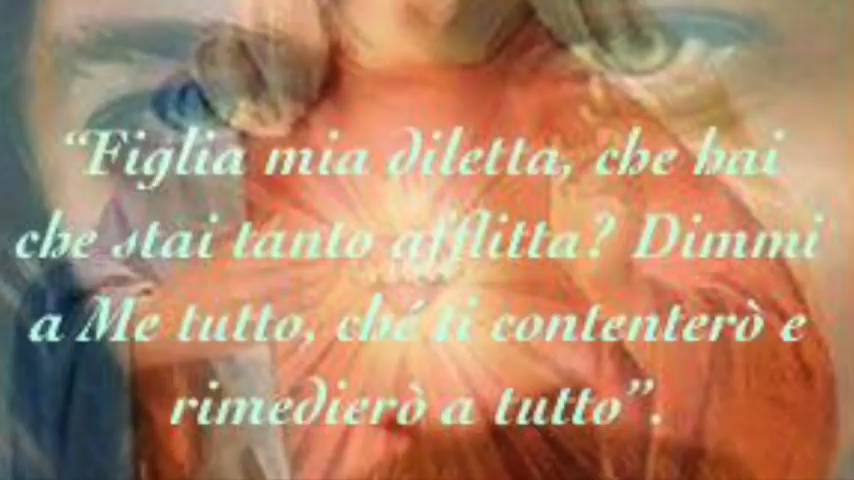 “Figlia mia diletta, che hai
che stai tanto afflitta? Dimmi
a Me tutto, ché ti contenterò e
rimedierò a tutto”.